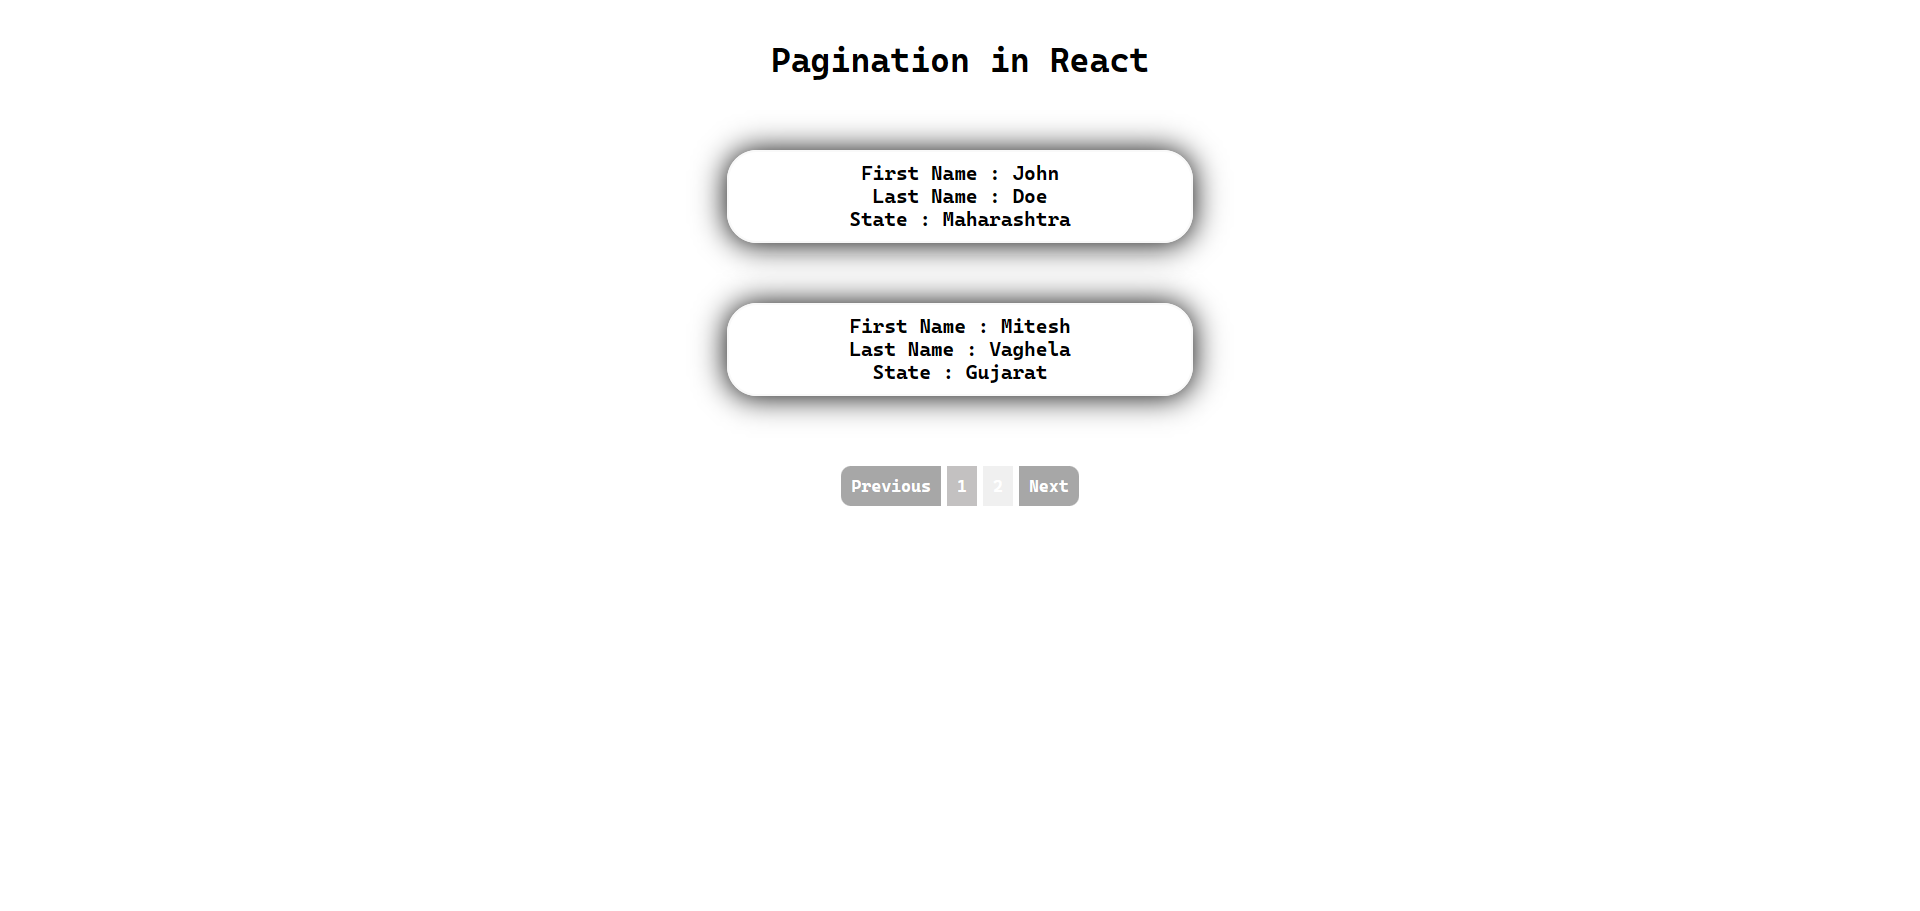 Pagination in React
First Name : John
Last Name : Doe
State : Maharashtra
First Name : Mitesh
Last Name : Vaghela
State : Gujarat
Previous 1 2 Next